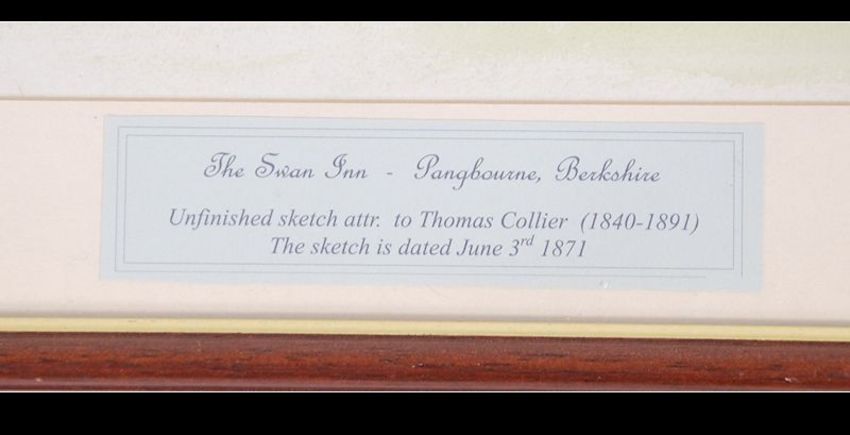 The Swan Inn - Pangbourne, Berkshire
Unfinished sketch attr. to Thomas Collier (1840-1891)
The sketch is dated June 3rd 1871